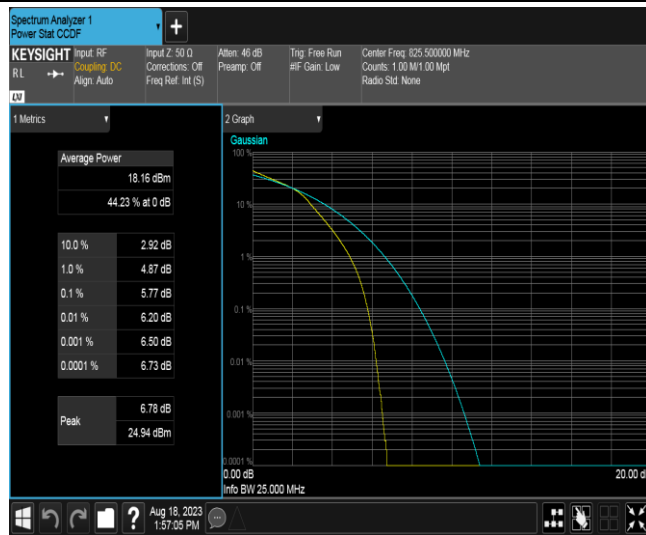 Spectrum Analyzer 1
Power Stat CCDF
+
KEYSIGHT
RL
Input: RF
Coupling: DC
Align: Auto
Input Z: 50 Ω
Corrections: Off
Freq Ref: Int (S)
Atten: 46 dB
Preamp: Off
Trig: Free Run
#IF Gain: Low
Center Freq: 825.500000 MHz
Counts: 1.00 M/1.00 Mpt
Radio Std: None
1 Metrics
Average Power
18.16 dBm
44.23 % at 0 dB
10.0 % 2.92 dB
1.0 % 4.87 dB
0.1 % 5.77 dB
0.01 % 6.20 dB
0.001 % 6.50 dB
0.0001 % 6.73 dB
Peak
6.78 dB
24.94 dBm
2 Graph
Gaussian
100 %
10 %
1 %
0.1 %
0.01 %
0.001 %
0.0001 %
0.00 dB
20.00 d
Info BW 25.000 MHz
?
Aug 18, 2023
1:57:05 PM